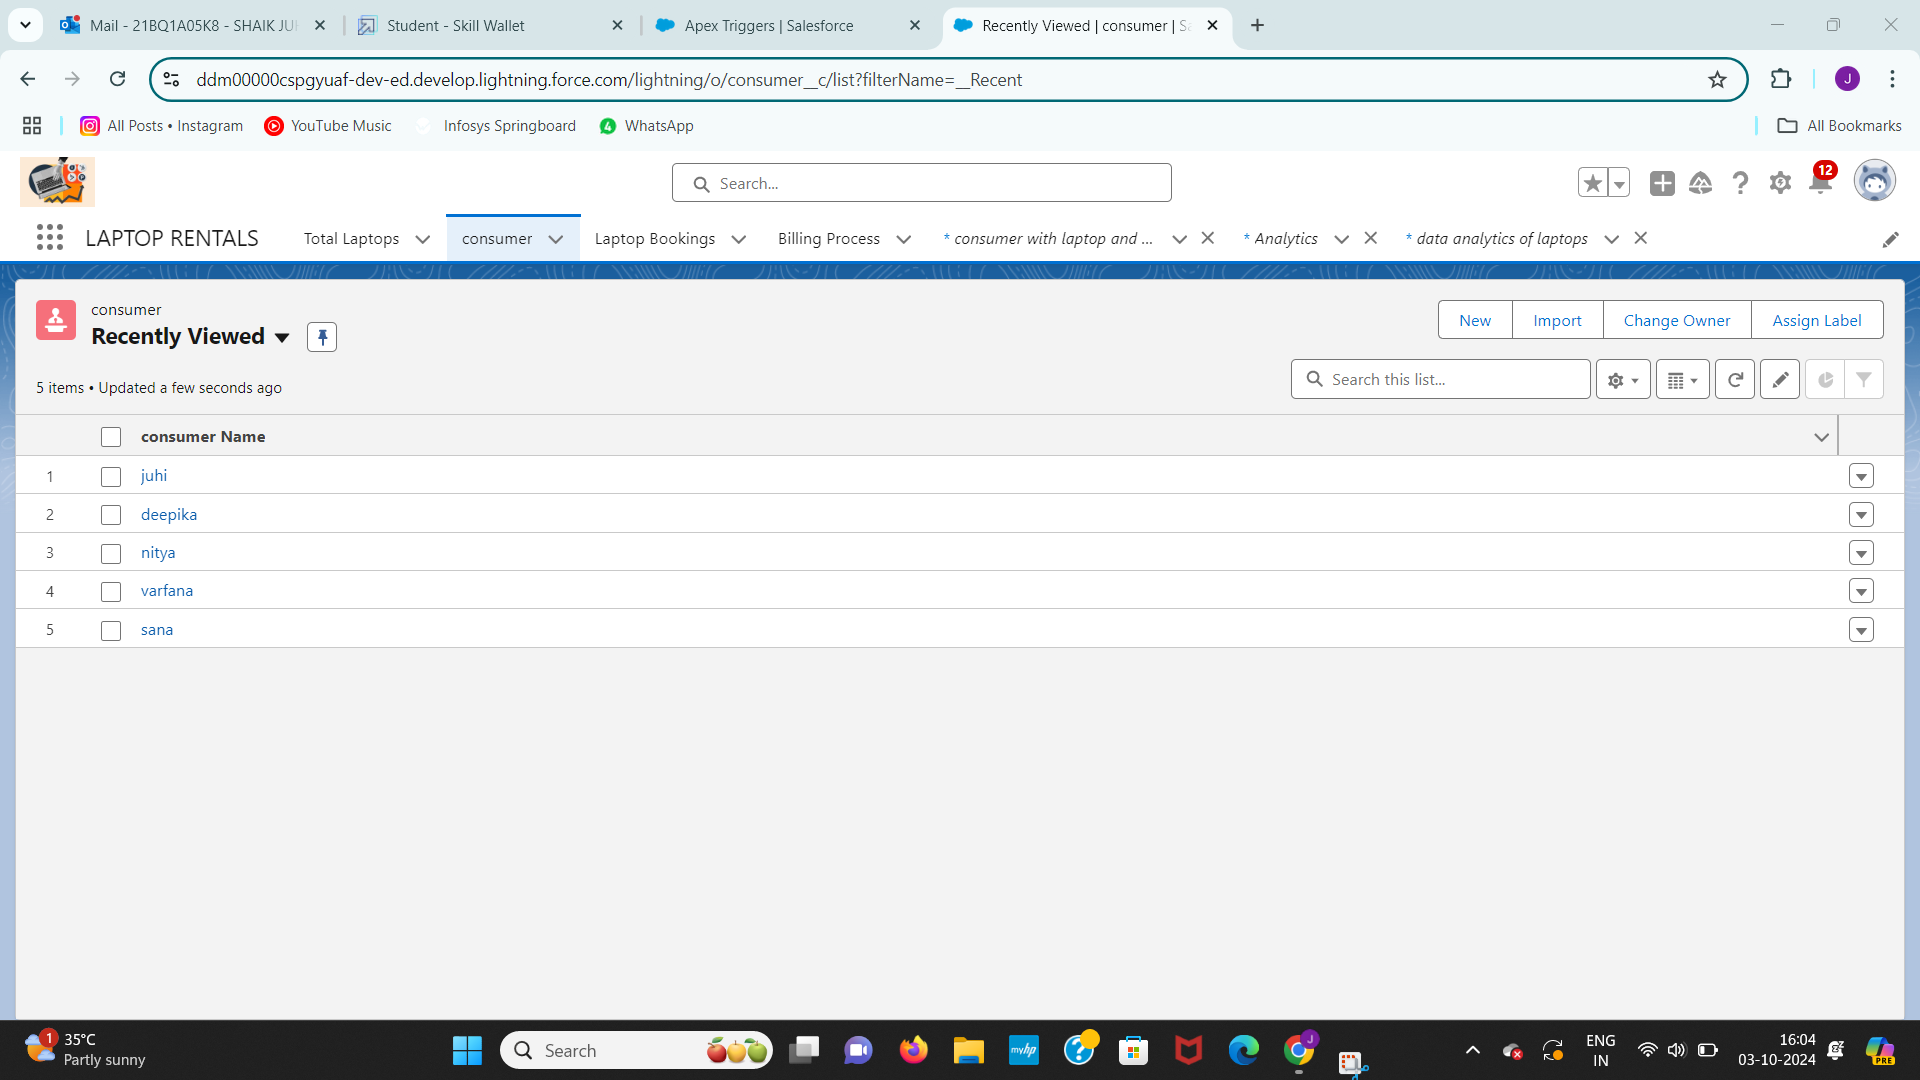 Mail - 21BQ1A05K8 - SHAIK JUH
Student - Skill Wallet
Apex Triggers | Salesforce
Recently Viewed | consumer | Sa
ddm00000cspgyuaf-dev-ed.develop.lightning.force.com/lightning/o/consumer__c/list?filterName=__Recent
J
All Posts • Instagram
YouTube Music
Infosys Springboard
4 WhatsApp
All Bookmarks
Search...
12
LAPTOP RENTALS
Total Laptops
consumer
Laptop Bookings
Billing Process
* consumer with laptop and ...
* Analytics
* data analytics of laptops
consumer
Recently Viewed
New
Import
Change Owner
Assign Label
5 items • Updated a few seconds ago
Search this list...
consumer Name
1 juhi
2 deepika
3 nitya
4 varfana
5 sana
1
35°C
Partly sunny
Search
myhp
J
ENG
IN
16:04
03-10-2024
PRE